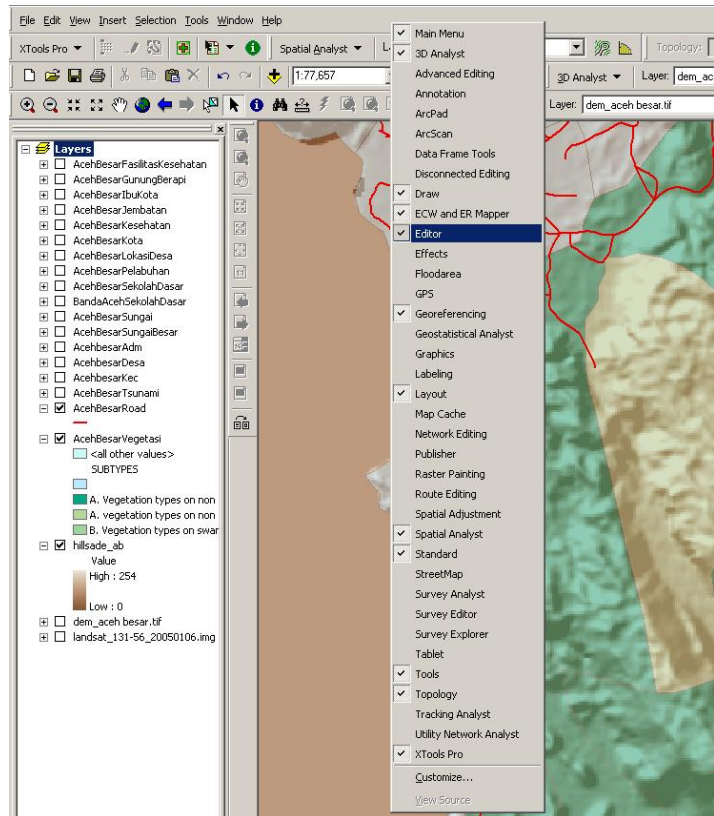 File Edit View Insert Selection Tools Window Help
XTools Pro Spatial Analyst L Topology:
1:77,657 3D Analyst Layer: dem_ac
Layer: dem_aceh besar.tif
Layers
AcehBesarFasilitasKesehatan
AcehBesarGunungBerapi
AcehBesarIbuKota
AcehBesarJembatan
AcehBesarKesehatan
AcehBesarKota
AcehBesarLokasiDesa
AcehBesarPelabuhan
AcehBesarSekolahDasar
BandaAcehSekolahDasar
AcehBesarSungai
AcehBesarSungaiBesar
AcehbesarAdm
AcehbesarDesa
AcehbesarKec
AcehBesarTsunami
AcehBesarRoad
AcehBesarVegetasi
<all other values>
SUBTYPES
A. Vegetation types on non
A. vegetation types on non
B. Vegetation types on swar
hillsade_ab
Value
High : 254
Low : 0
dem_aceh besar.tif
landsat_131-56_20050106.img
Main Menu
3D Analyst
Advanced Editing
Annotation
ArcPad
ArcScan
Data Frame Tools
Disconnected Editing
Draw
ECW and ER Mapper
Editor
Effects
Floodarea
GPS
Georeferencing
Geostatistical Analyst
Graphics
Labeling
Layout
Map Cache
Network Editing
Publisher
Raster Painting
Route Editing
Spatial Adjustment
Spatial Analyst
Standard
StreetMap
Survey Analyst
Survey Editor
Survey Explorer
Tablet
Tools
Topology
Tracking Analyst
Utility Network Analyst
XTools Pro
Customize...
View Source